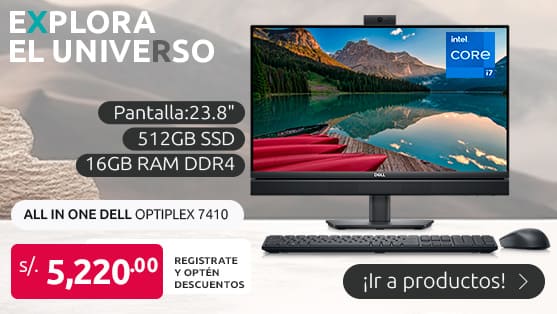 EXPLORA
EL UNIVERSO
intel
CORE
i7
Pantalla:23.8"
512GB SSD
16GB RAM DDR4
DELL
ALL IN ONE DELL OPTIPLEX 7410
s/. 5,220.00
REGISTRATE
Y OPTÉN
DESCUENTOS
¡Ir a productos! >